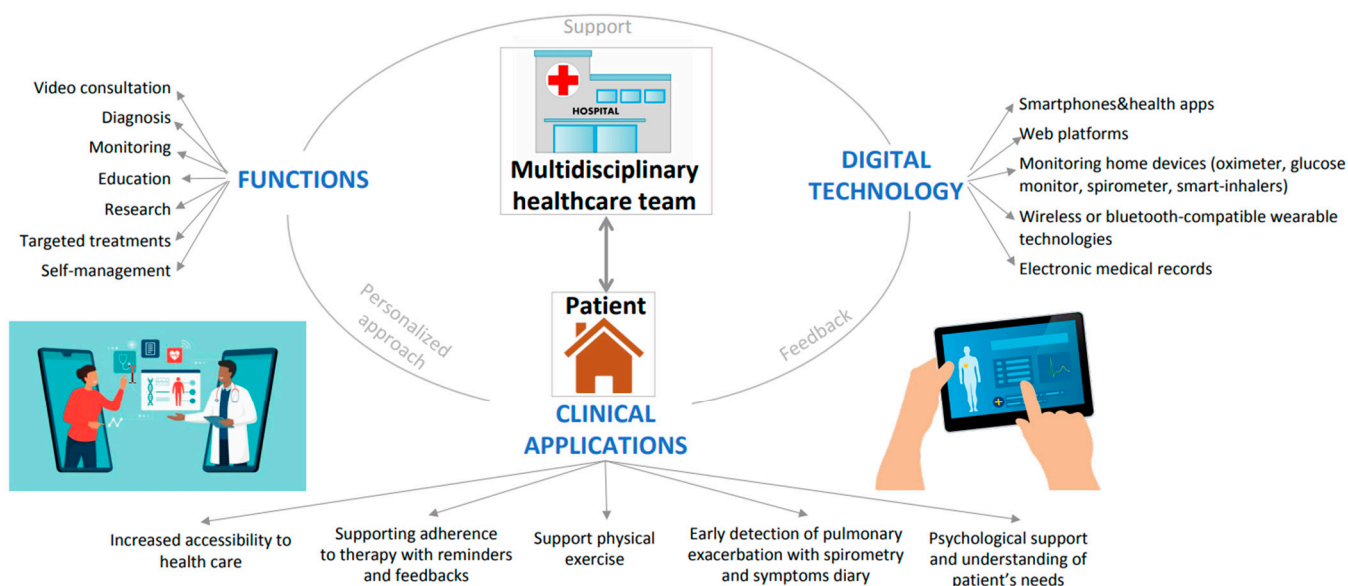 Support
HOSPITAL
Multidisciplinary
healthcare team
Video consultation
Diagnosis
Monitoring
Education
Research
Targeted treatments
Self-management
FUNCTIONS
DIGITAL
TECHNOLOGY
Smartphones&health apps
Web platforms
Monitoring home devices (oximeter, glucose
monitor, spirometer, smart-inhalers)
Wireless or bluetooth-compatible wearable
technologies
Electronic medical records
Personalized
approach
Patient
Feedback
CLINICAL
APPLICATIONS
Increased accessibility to
health care
Supporting adherence
to therapy with reminders
and feedbacks
Support physical
exercise
Early detection of pulmonary
exacerbation with spirometry
and symptoms diary
Psychological support
and understanding of
patient's needs